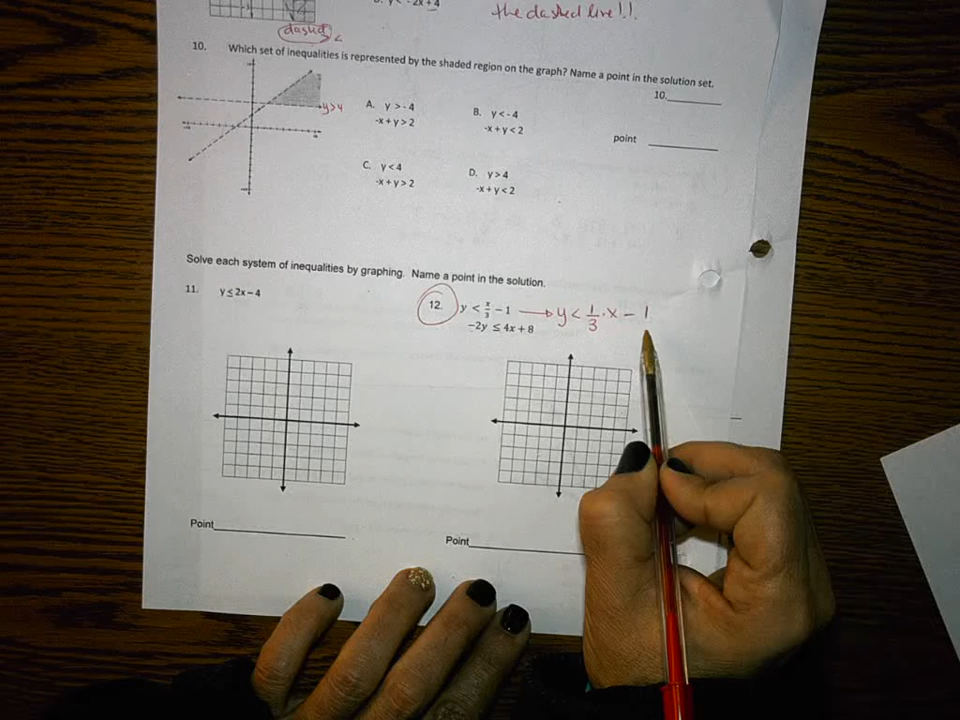 the dashed line!!
dashed
10. Which set of inequalities is represented by the shaded region on the graph? Name a point in the solution set.
10.
y>4
A. y > -4
-x + y > 2
B. y < -4
-x + y < 2
point
C. y < 4
-x + y > 2
D. y > 4
-x + y < 2
Solve each system of inequalities by graphing. Name a point in the solution.
11. y ≤ 2x – 4
12. y < x/3 – 1 → y < 1/3 · x – 1
–2y ≤ 4x + 8
Point
Point